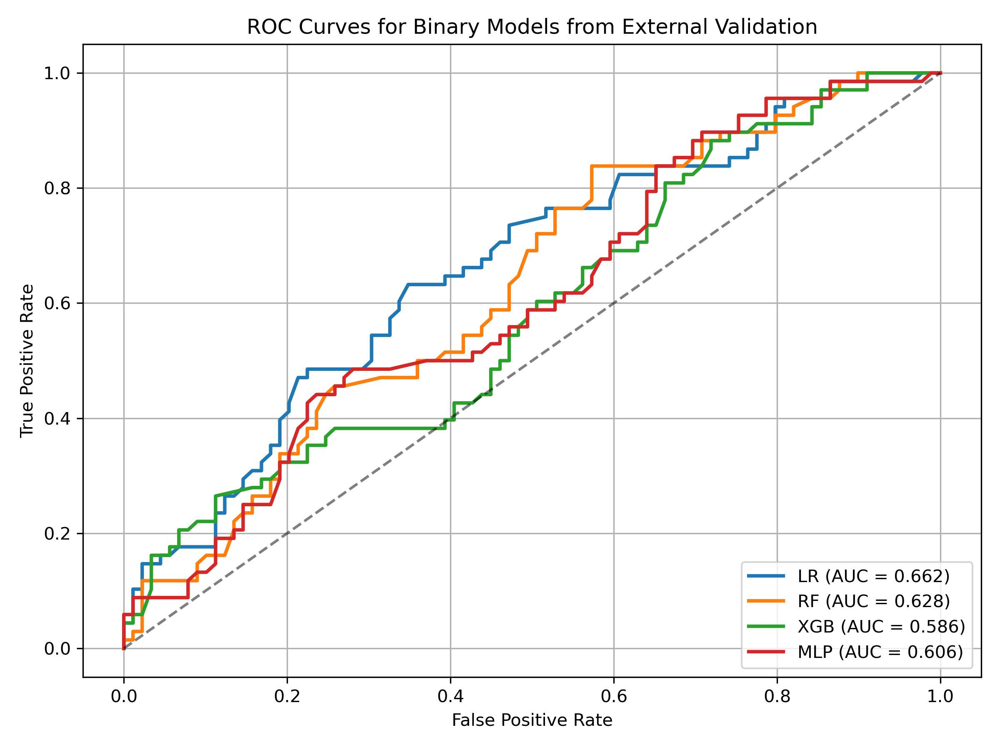 ROC Curves for Binary Models from External Validation
1.0
0.8
0.6
0.4
0.2
0.0
True Positive Rate
0.0 0.2 0.4 0.6 0.8 1.0
False Positive Rate
LR (AUC = 0.662)
RF (AUC = 0.628)
XGB (AUC = 0.586)
MLP (AUC = 0.606)